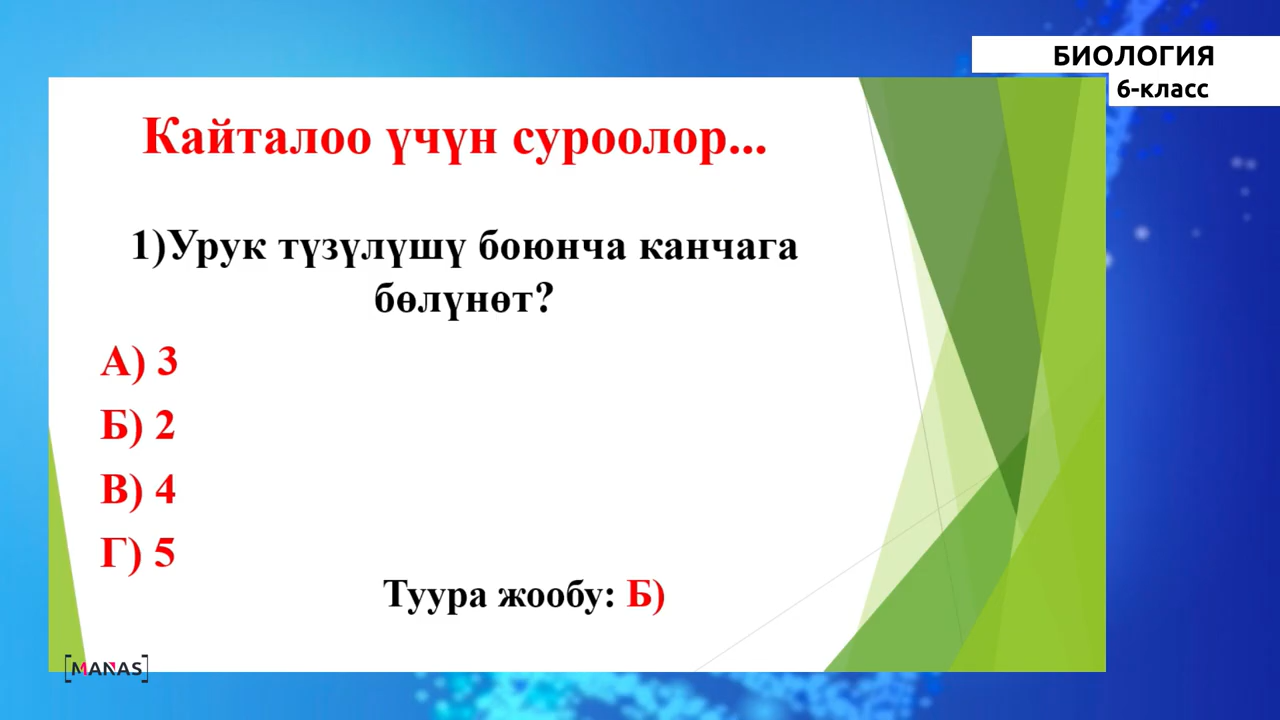 БИОЛОГИЯ
6-класс
Кайталоо үчүн суроолор...
1)Урук түзүлүшү боюнча канчага
бөлүнөт?
А) 3
Б) 2
В) 4
Г) 5
Туура жообу: Б)
[MANAS]